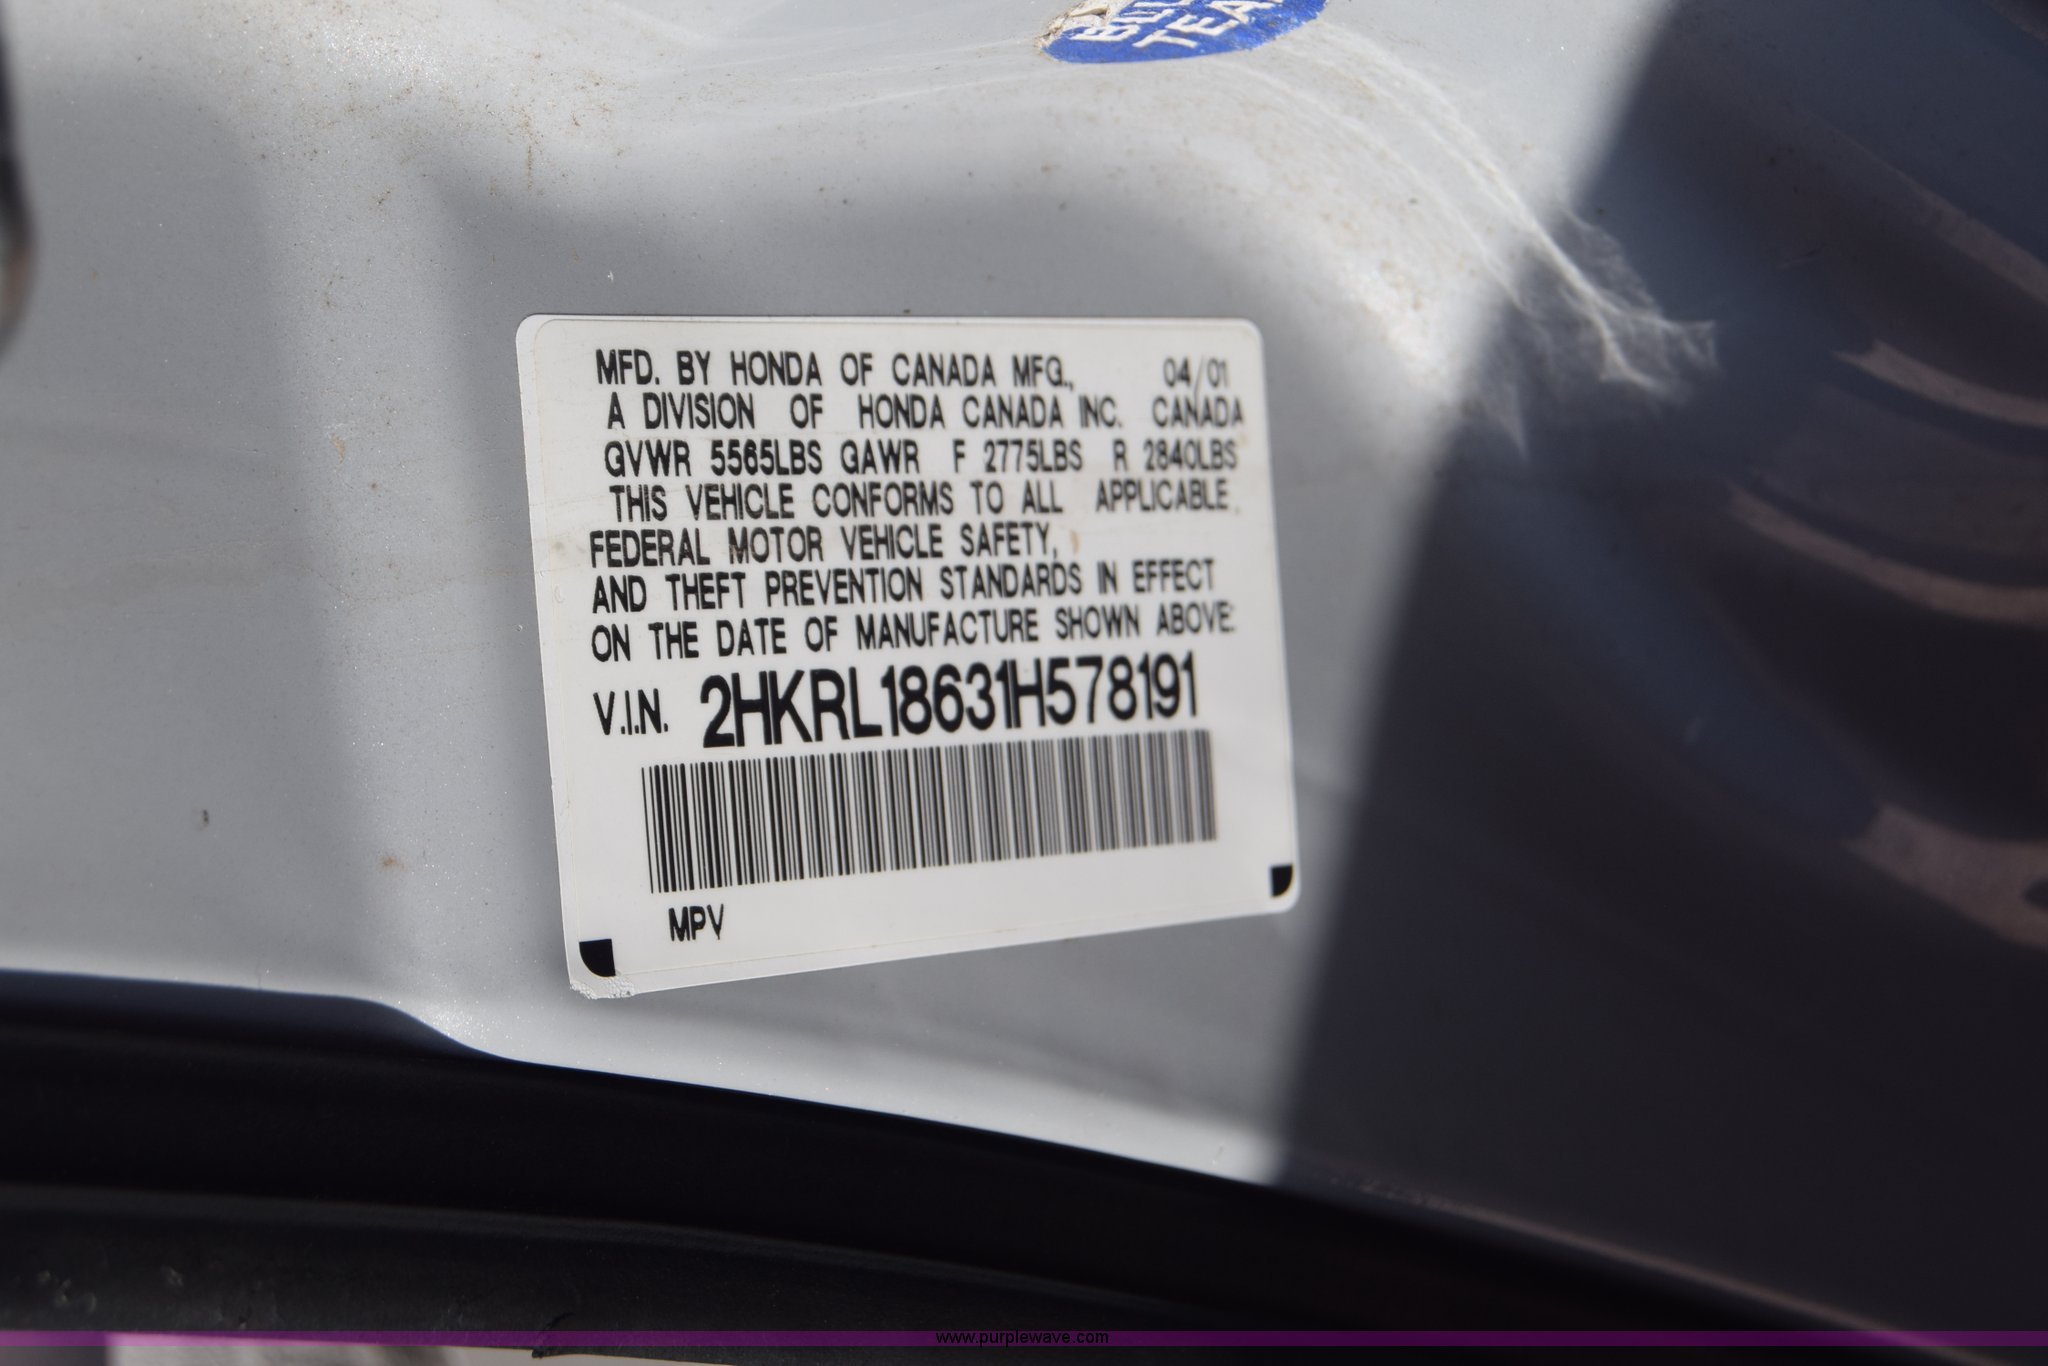 TEA
MFD. BY HONDA OF CANADA MFG., 04/01
A DIVISION OF HONDA CANADA INC. CANADA
GVWR 5565LBS GAWR F 2775LBS R 2840LBS
THIS VEHICLE CONFORMS TO ALL APPLICABLE
FEDERAL MOTOR VEHICLE SAFETY,
AND THEFT PREVENTION STANDARDS IN EFFECT
ON THE DATE OF MANUFACTURE SHOWN ABOVE:
V.I.N. 2HKRL18631H578191
MPV
www.purplewave.com